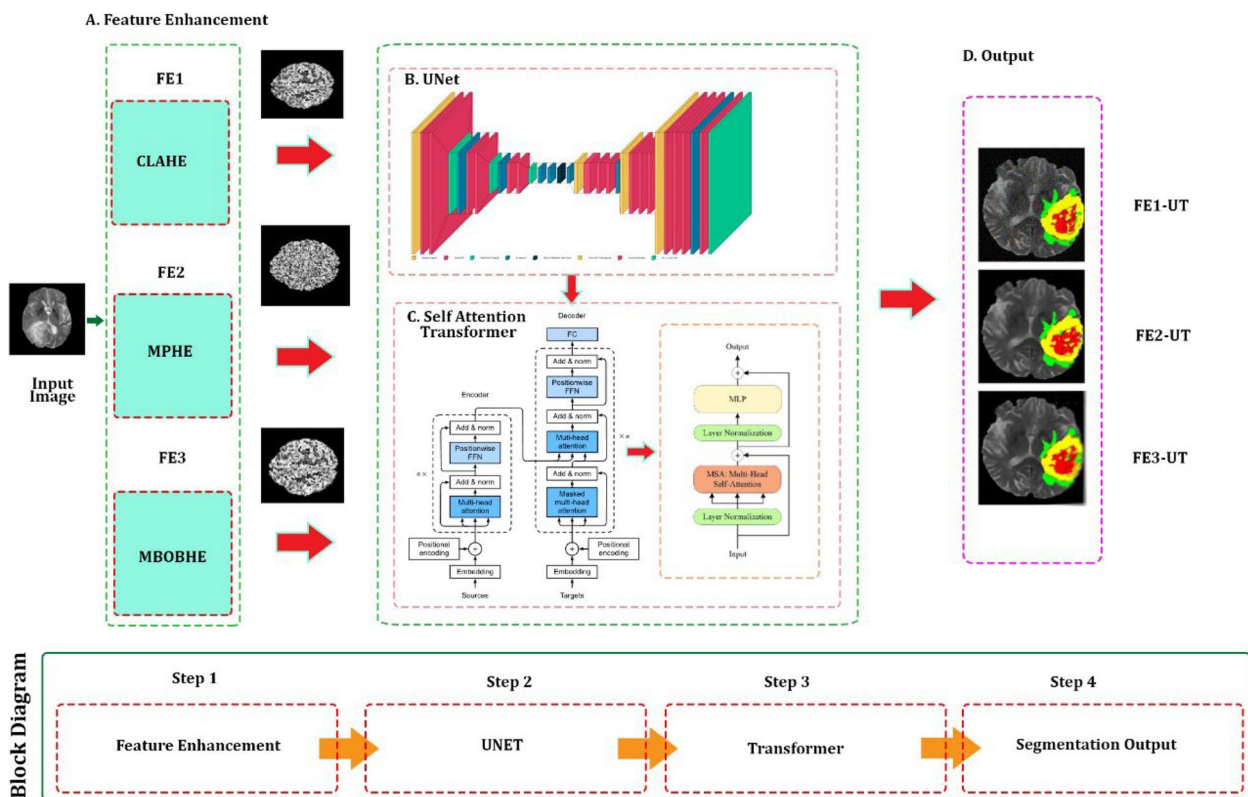 A. Feature Enhancement
FE1
CLAHE
FE2
MPHE
FE3
MBOBHE
Input
Image
B. UNet
C. Self Attention
Transformer
Decoder
FC
Add & norm
Positionwise
FFN
Add & norm
Muti-head
attention
Add & norm
Masked
multi-head
attention
× n
Positional
encoding
+
Embedding
Targets
Encoder
Add & norm
Positionwise
FFN
Add & norm
Multi-head
attention
n ×
Positional
encoding
+
Embedding
Sources
Output
+
MLP
Layer Normalization
+
MSA: Multi-Head
Self-Attention
Layer Normalization
Input
D. Output
FE1-UT
FE2-UT
FE3-UT
Block Diagram
Step 1
Step 2
Step 3
Step 4
Feature Enhancement
UNET
Transformer
Segmentation Output